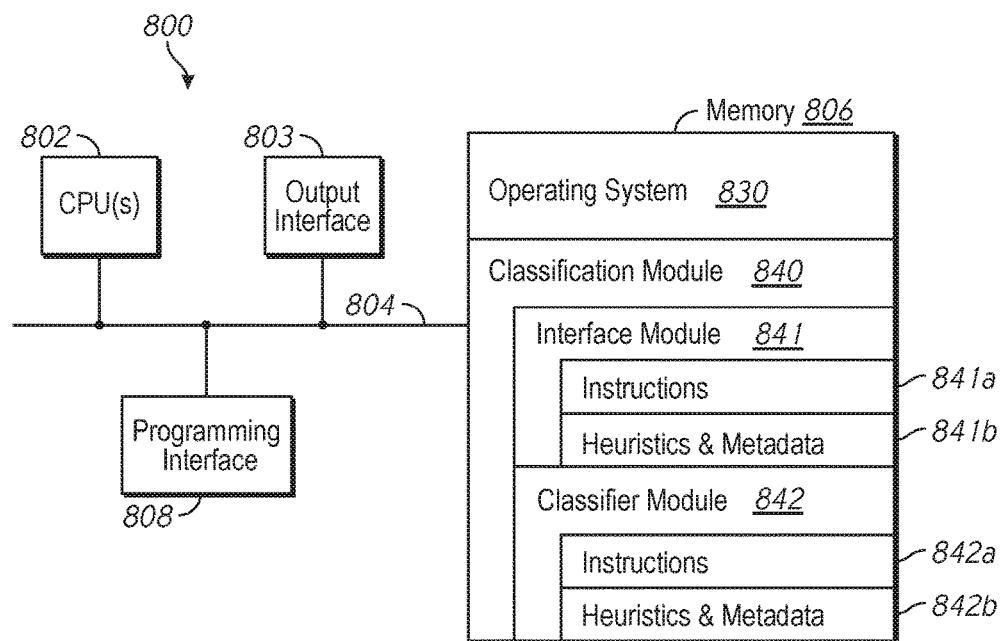 800
Memory 806
802
803
CPU(s)
Output
Interface
Operating System 830
Classification Module 840
804
Interface Module 841
Instructions
841a
Heuristics & Metadata
841b
Programming
Interface
808
Classifier Module 842
Instructions
842a
Heuristics & Metadata
842b